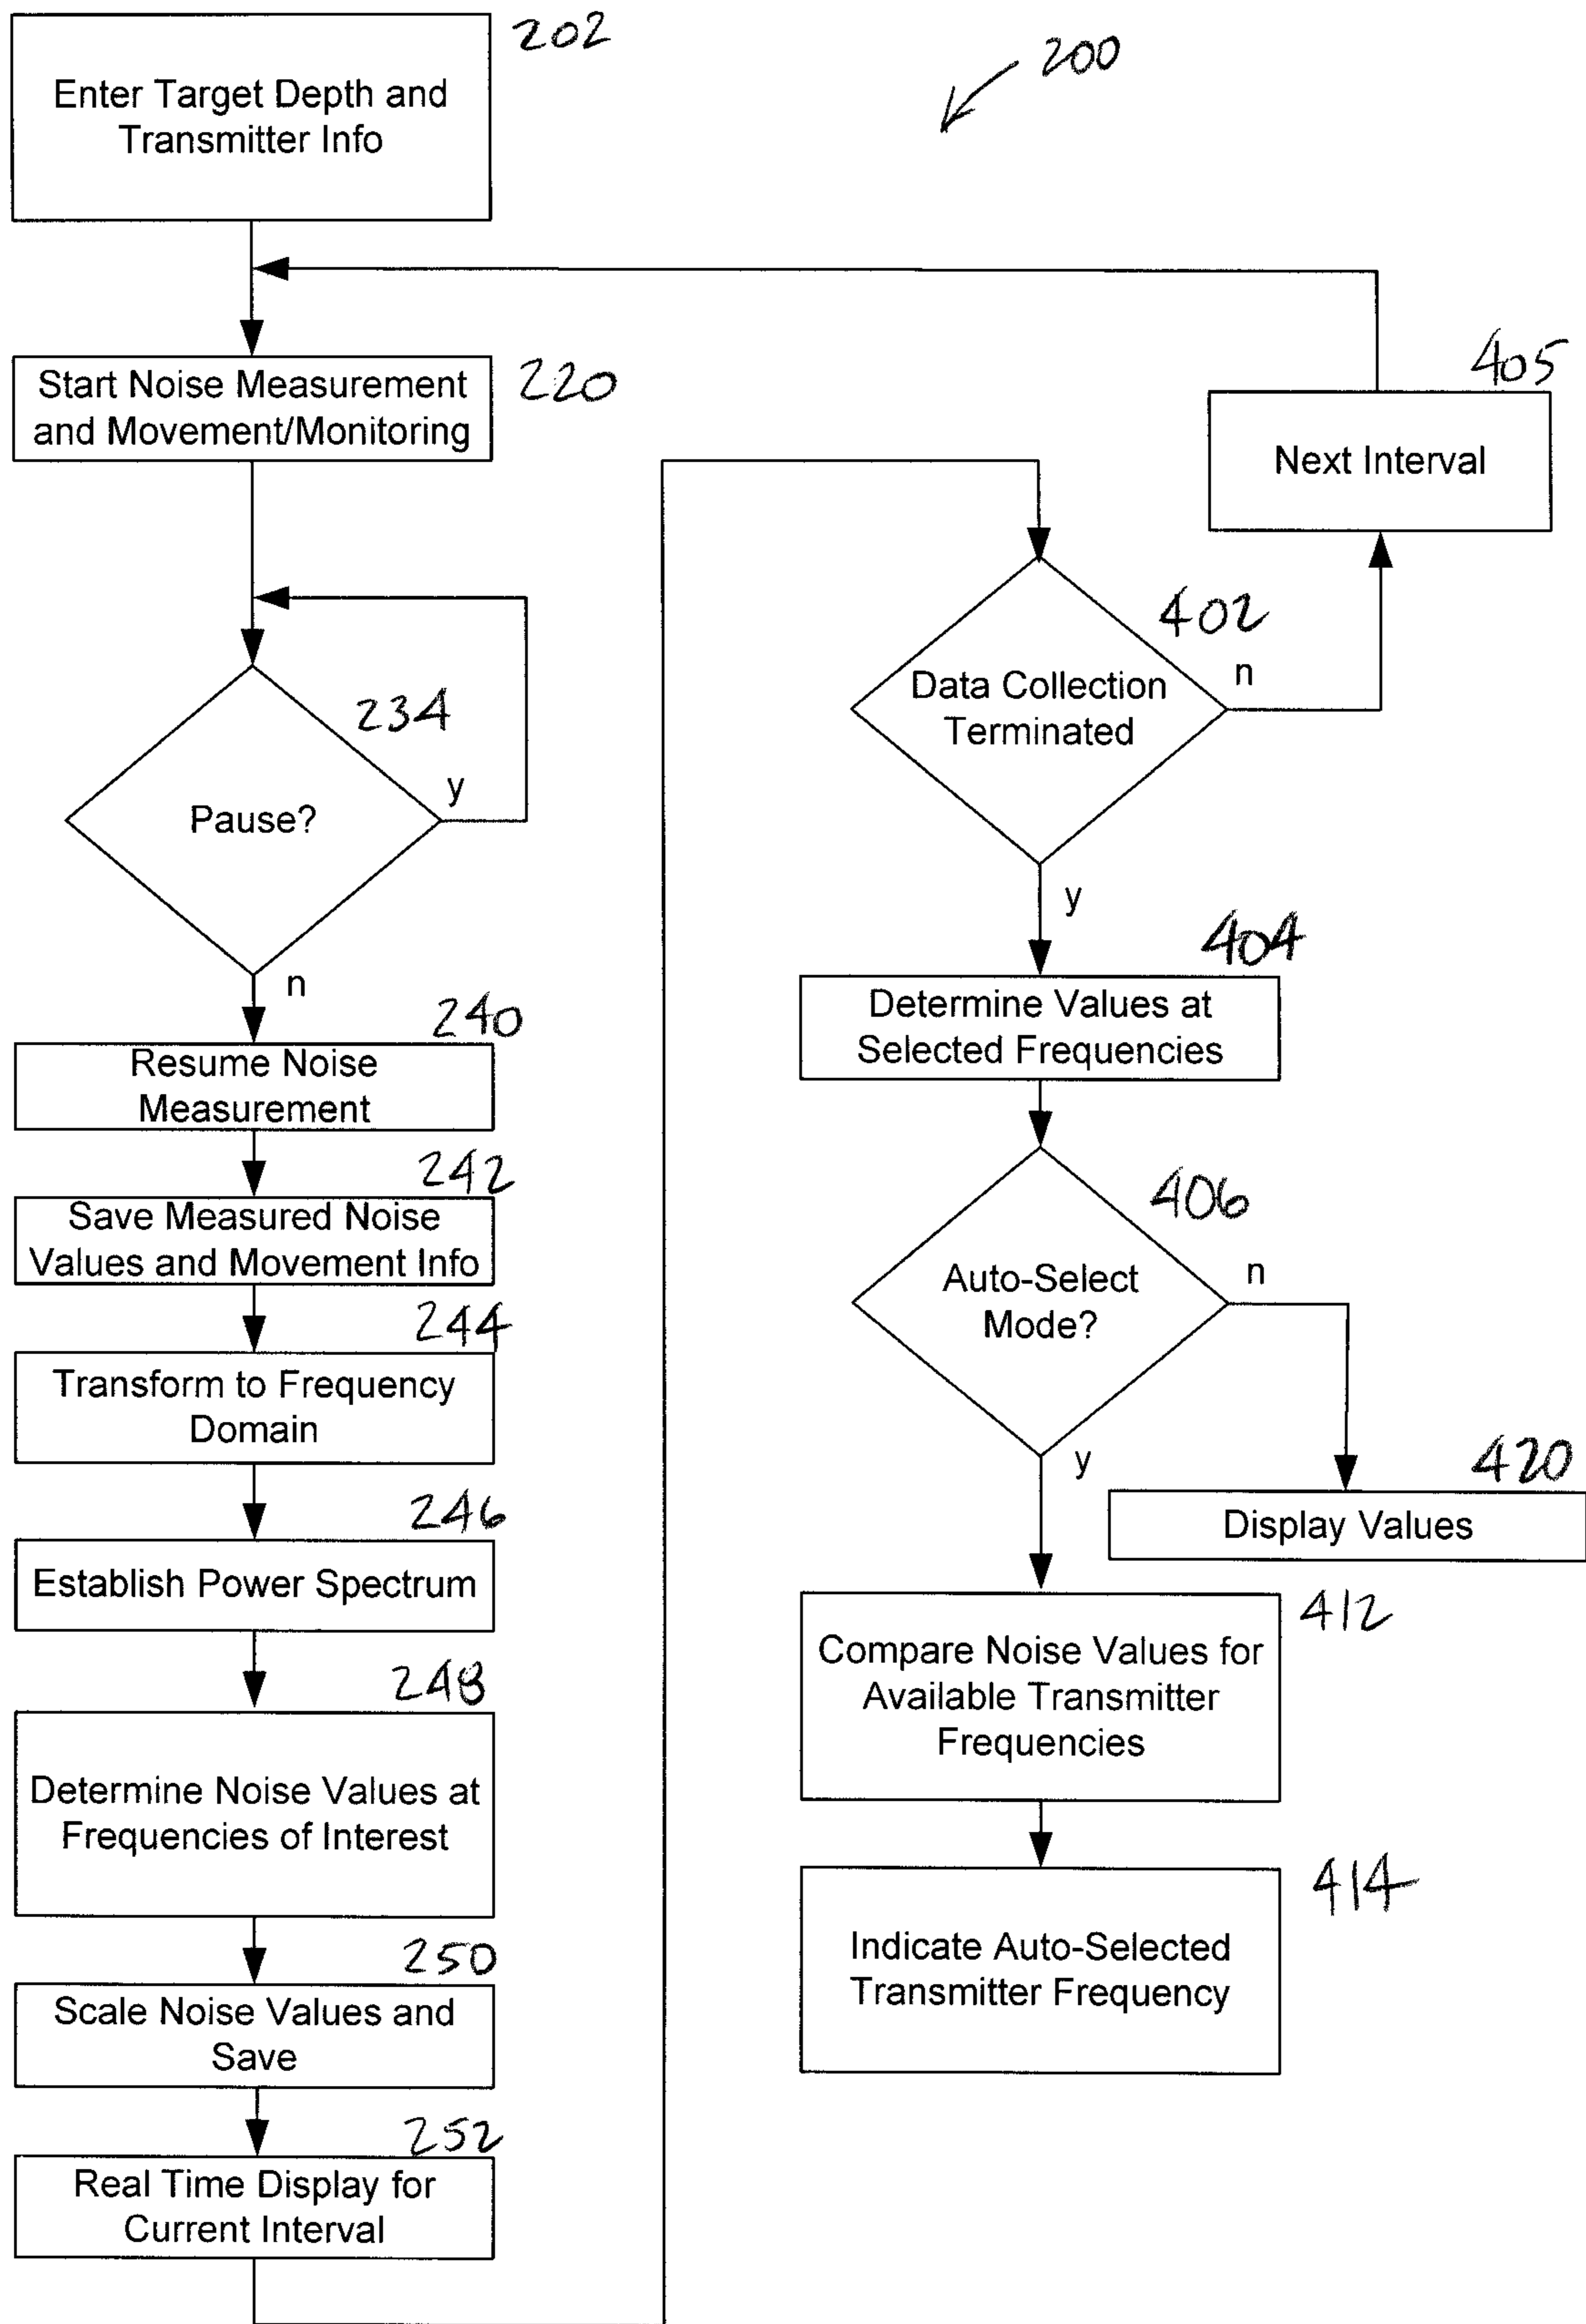 202
200
Enter Target Depth and
Transmitter Info
Start Noise Measurement
and Movement/Monitoring
220
234
Pause?
y
n
240
Resume Noise
Measurement
242
Save Measured Noise
Values and Movement Info
244
Transform to Frequency
Domain
246
Establish Power Spectrum
248
Determine Noise Values at
Frequencies of Interest
250
Scale Noise Values and
Save
252
Real Time Display for
Current Interval
405
Next Interval
402
Data Collection
Terminated
n
y
404
Determine Values at
Selected Frequencies
406
Auto-Select
Mode?
n
y
420
Display Values
412
Compare Noise Values for
Available Transmitter
Frequencies
414
Indicate Auto-Selected
Transmitter Frequency